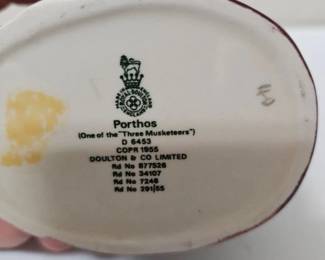 Porthos
(One of the "Three Musketeers")
D 6453
COPR 1955
DOULTON & CO LIMITED
Rd No 877526
Rd No 34107
Rd No 7248
Rd No 291/55